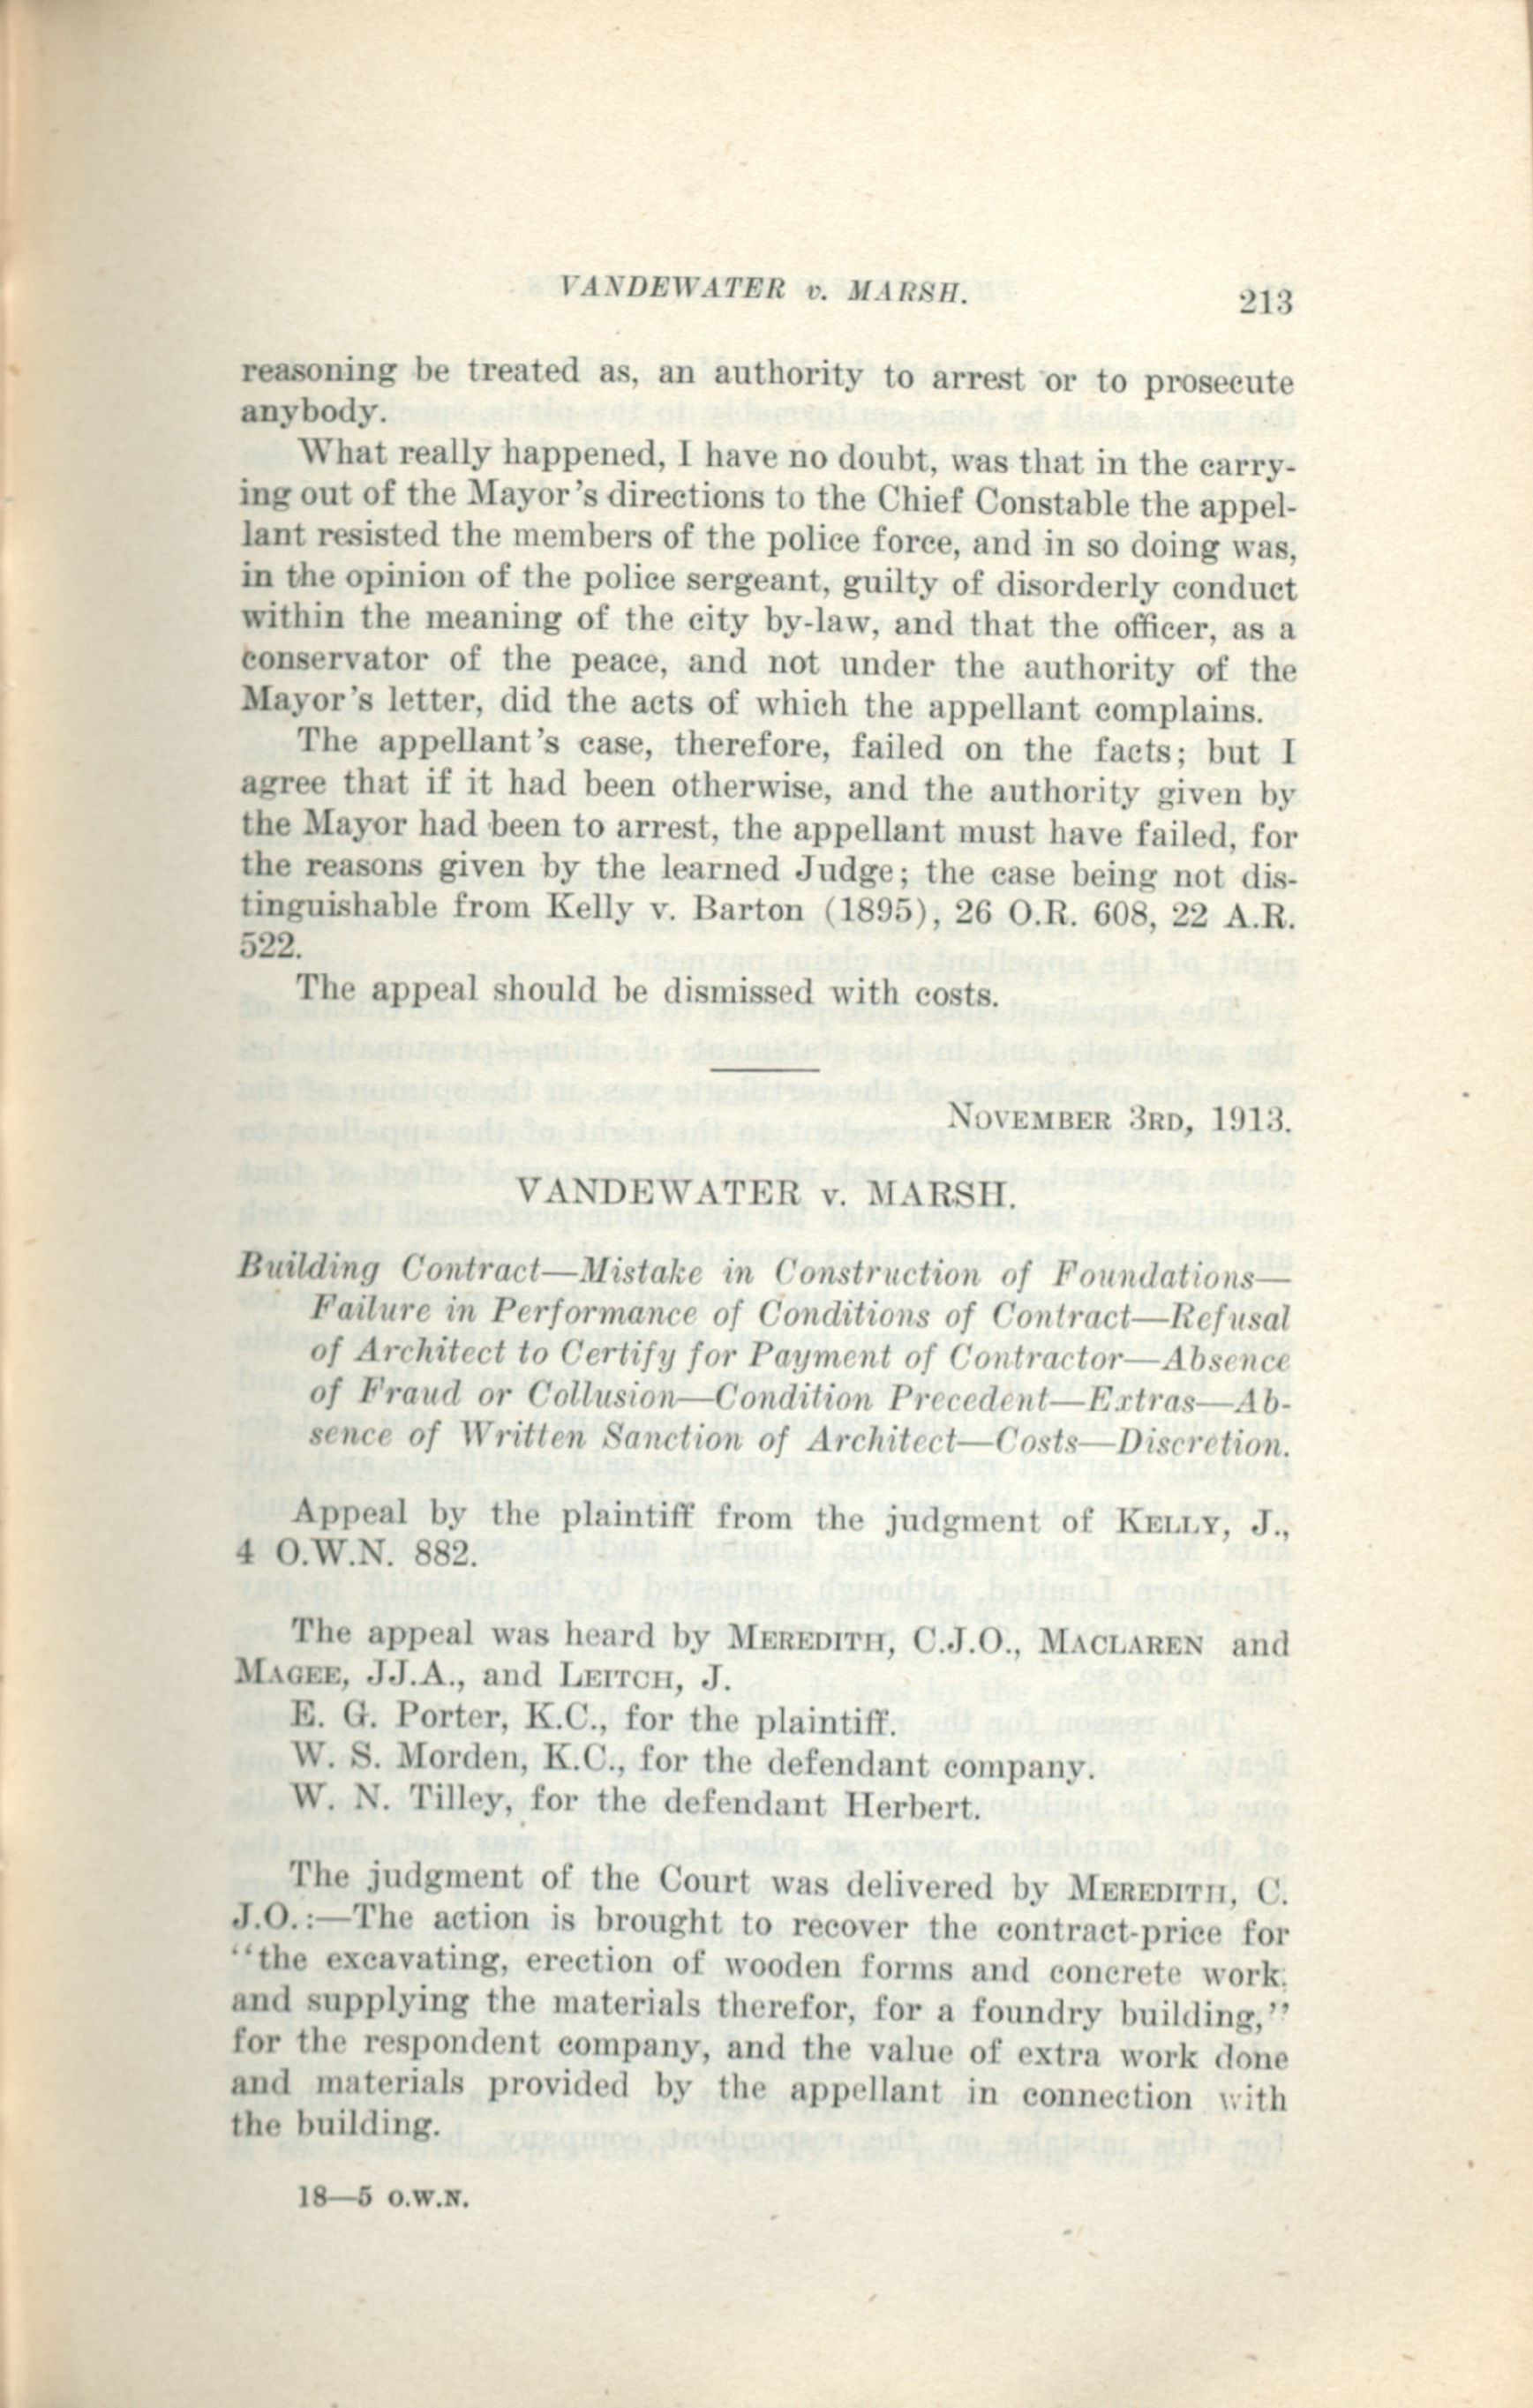 VANDEWATER v. MARSH. 213
reasoning be treated as, an authority to arrest or to prosecute
anybody.
What really happened, I have no doubt, was that in the carry-
ing out of the Mayor's directions to the Chief Constable the appel-
lant resisted the members of the police force, and in so doing was,
in the opinion of the police sergeant, guilty of disorderly conduct
within the meaning of the city by-law, and that the officer, as a
conservator of the peace, and not under the authority of the
Mayor's letter, did the acts of which the appellant complains.
The appellant's case, therefore, failed on the facts; but I
agree that if it had been otherwise, and the authority given by
the Mayor had been to arrest, the appellant must have failed, for
the reasons given by the learned Judge; the case being not dis-
tinguishable from Kelly v. Barton (1895), 26 O.R. 608, 22 A.R.
522.
The appeal should be dismissed with costs.
NOVEMBER 3RD, 1913.
VANDEWATER v. MARSH.
Building Contract—Mistake in Construction of Foundations—
Failure in Performance of Conditions of Contract—Refusal
of Architect to Certify for Payment of Contractor—Absence
of Fraud or Collusion—Condition Precedent—Extras—Ab-
sence of Written Sanction of Architect—Costs—Discretion.
Appeal by the plaintiff from the judgment of KELLY, J.,
4 O.W.N. 882.
The appeal was heard by MEREDITH, C.J.O., MACLAREN and
MAGEE, JJ.A., and LEITCH, J.
E. G. Porter, K.C., for the plaintiff.
W. S. Morden, K.C., for the defendant company.
W. N. Tilley, for the defendant Herbert.
The judgment of the Court was delivered by MEREDITH, C.
J.O.:—The action is brought to recover the contract-price for
"the excavating, erection of wooden forms and concrete work,
and supplying the materials therefor, for a foundry building,"
for the respondent company, and the value of extra work done
and materials provided by the appellant in connection with
the building.
18—5 O.W.N.